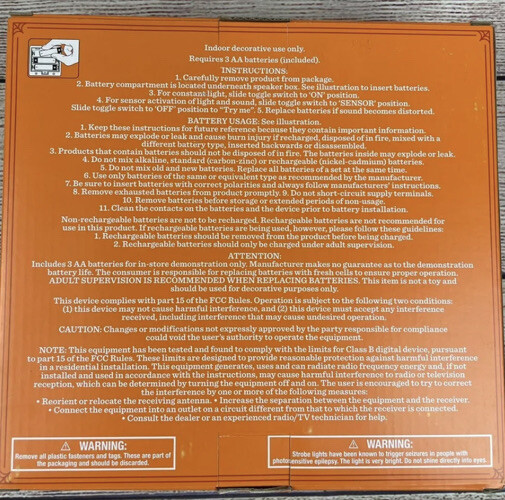 Indoor decorative use only.
Requires 3 AA batteries (included).
INSTRUCTIONS:
1. Carefully remove product from package.
2. Battery compartment is located underneath speaker box. See illustration to insert batteries.
3. For constant light, slide toggle switch to 'ON' position.
4. For sensor activation of light and sound, slide toggle switch to 'SENSOR' position.
Slide toggle switch to 'OFF' position to "Try me". 5. Replace batteries if sound becomes distorted.
BATTERY USAGE: See illustration.
1. Keep these instructions for future reference because they contain important information.
2. Batteries may explode or leak and cause burn injury if recharged, disposed of in fire, mixed with a
different battery type, inserted backwards or disassembled.
3. Products that contain batteries should not be disposed of in fire. The batteries inside may explode or leak.
4. Do not mix alkaline, standard (carbon-zinc) or rechargeable (nickel-cadmium) batteries.
5. Do not mix old and new batteries. Replace all batteries of a set at the same time.
6. Use only batteries of the same or equivalent type as recommended by the manufacturer.
7. Be sure to insert batteries with correct polarities and always follow manufacturers' instructions.
8. Remove exhausted batteries from product promptly. 9. Do not short-circuit supply terminals.
10. Remove batteries before storage or extended periods of non-usage.
11. Clean the contacts on the batteries and the device prior to battery installation.
Non-rechargeable batteries are not to be recharged. Rechargeable batteries are not recommended for
use in this product. If rechargeable batteries are being used, however, please follow these guidelines:
1. Rechargeable batteries should be removed from the product before being charged.
2. Rechargeable batteries should only be charged under adult supervision.
ATTENTION:
Includes 3 AA batteries for in-store demonstration only. Manufacturer makes no guarantee as to the demonstration
battery life. The consumer is responsible for replacing batteries with fresh cells to ensure proper operation.
ADULT SUPERVISION IS RECOMMENDED WHEN REPLACING BATTERIES. This item is not a toy and
should be used for decorative purposes only.
This device complies with part 15 of the FCC Rules. Operation is subject to the following two conditions:
(1) this device may not cause harmful interference, and (2) this device must accept any interference
received, including interference that may cause undesired operation.
CAUTION: Changes or modifications not expressly approved by the party responsible for compliance
could void the user's authority to operate the equipment.
NOTE: This equipment has been tested and found to comply with the limits for Class B digital device, pursuant
to part 15 of the FCC Rules. These limits are designed to provide reasonable protection against harmful interference
in a residential installation. This equipment generates, uses and can radiate radio frequency energy and, if not
installed and used in accordance with the instructions, may cause harmful interference to radio or television
reception, which can be determined by turning the equipment off and on. The user is encouraged to try to correct
the interference by one or more of the following measures:
• Reorient or relocate the receiving antenna. • Increase the separation between the equipment and the receiver.
• Connect the equipment into an outlet on a circuit different from that to which the receiver is connected.
• Consult the dealer or an experienced radio/TV technician for help.
WARNING:
Remove all plastic fasteners and tags. These are part of
the packaging and should be discarded.
WARNING:
Strobe lights have been known to trigger seizures in people with
photosensitive epilepsy. The light is very bright. Do not shine directly into eyes.